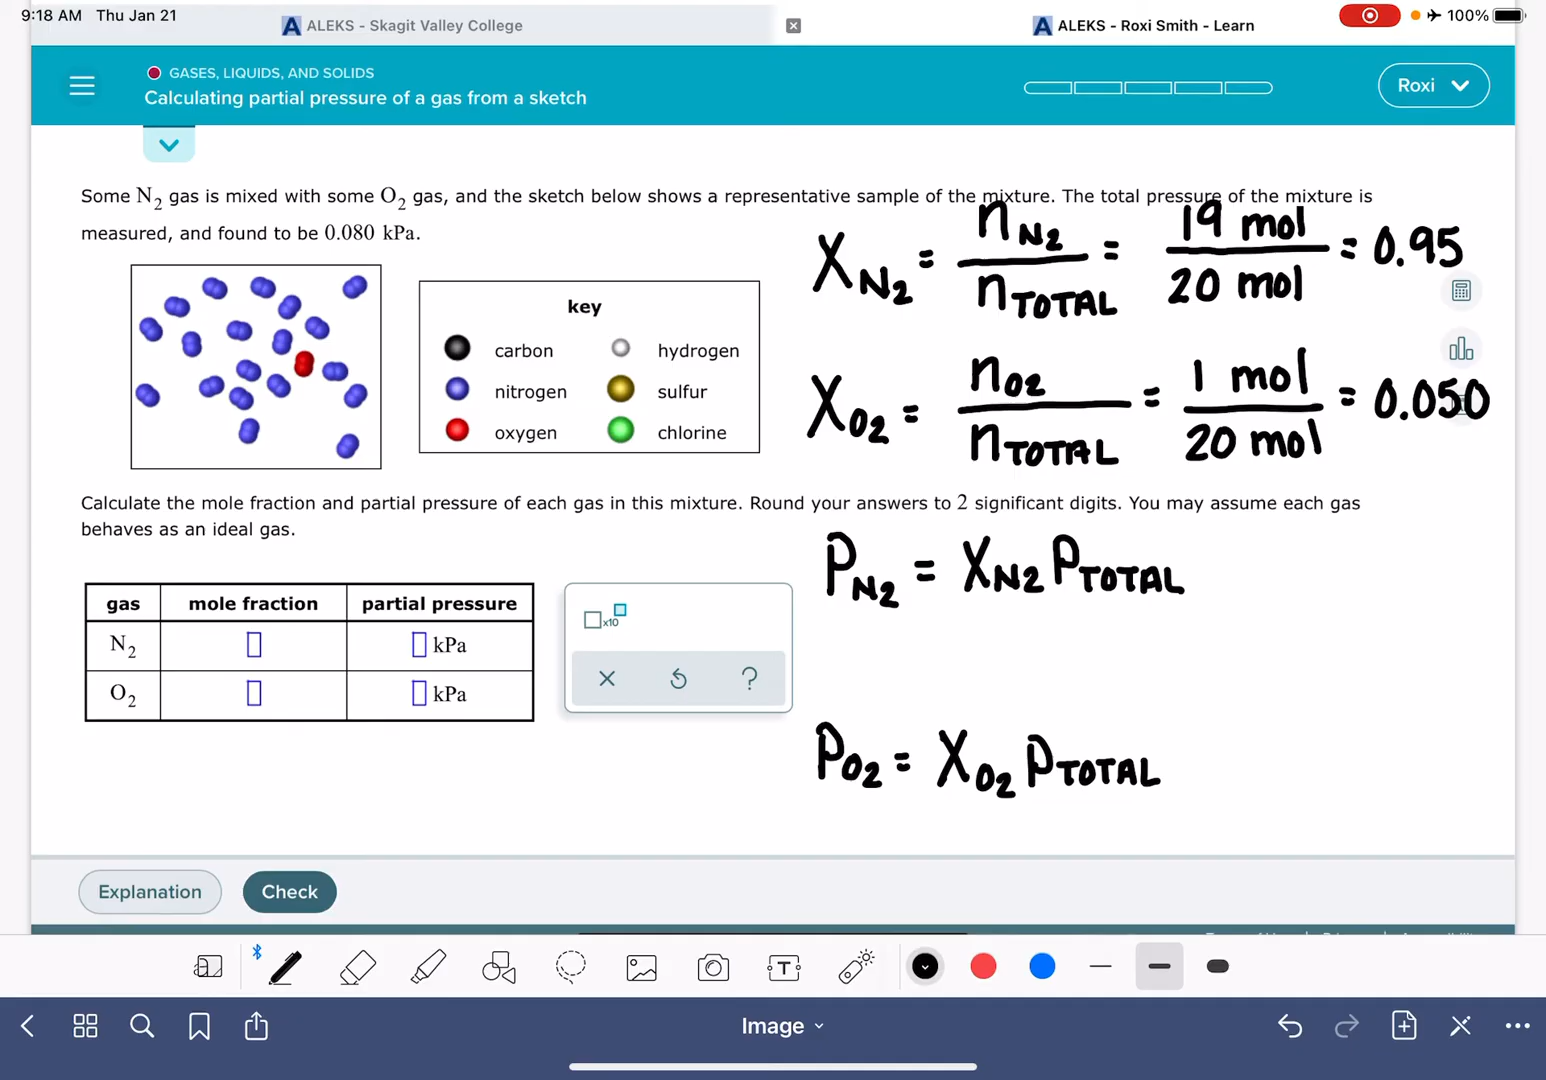 9:18 AM Thu Jan 21
100%
ALEKS - Skagit Valley College
ALEKS - Roxi Smith - Learn
GASES, LIQUIDS, AND SOLIDS
Calculating partial pressure of a gas from a sketch
Roxi
Some N2 gas is mixed with some O2 gas, and the sketch below shows a representative sample of the mixture. The total pressure of the mixture is
measured, and found to be 0.080 kPa.
XN2 = nN2 / nTOTAL = 19 mol / 20 mol = 0.95
key
carbon hydrogen
nitrogen sulfur
oxygen chlorine
XO2 = nO2 / nTOTAL = 1 mol / 20 mol = 0.050
Calculate the mole fraction and partial pressure of each gas in this mixture. Round your answers to 2 significant digits. You may assume each gas
behaves as an ideal gas.
PN2 = XN2 PTOTAL
gas mole fraction partial pressure
N2 kPa
O2 kPa
x10
?
PO2 = XO2 PTOTAL
Explanation
Check
T
Image